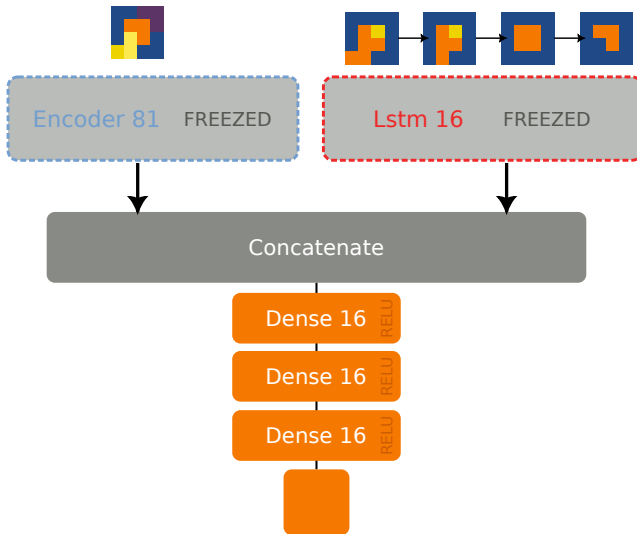 Encoder 81 FREEZED
Lstm 16 FREEZED
Concatenate
Dense 16 RELU
Dense 16 RELU
Dense 16 RELU